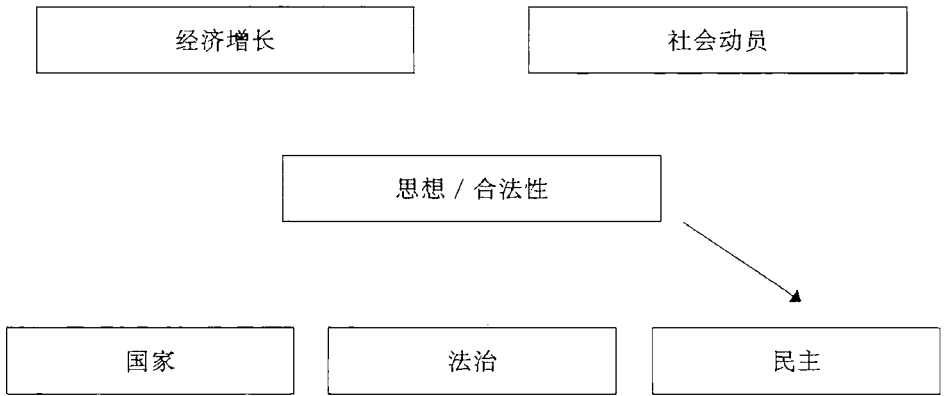 经济增长
社会动员
思想 / 合法性
国家
法治
民主